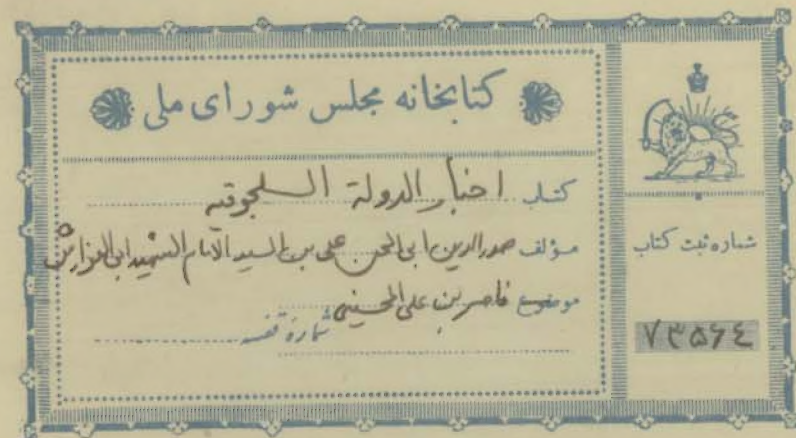 کتابخانه مجلس شورای ملی
کتاب اخبار الدولة السلجوقیه
مؤلف صدرالدین ابی الحسن علی بن السید الامام الشهید ابی الفوارس
موضوع ناصر بن علی الحسینی
شماره قفسه
شماره ثبت کتاب
۷۳۵۶٤